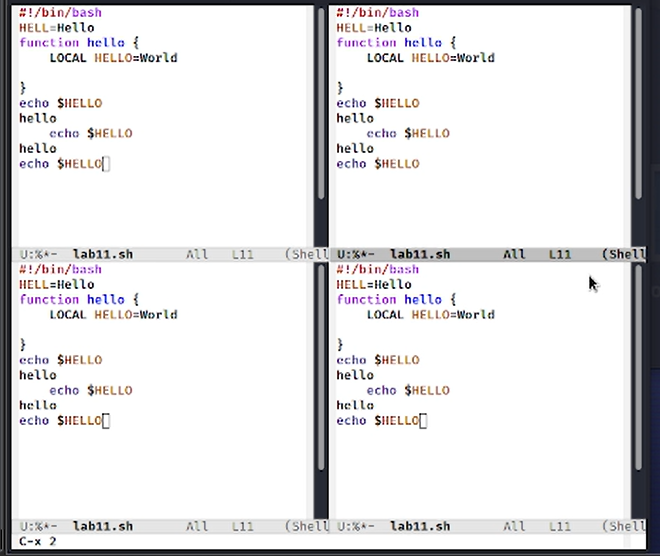 #!/bin/bash
HELL=Hello
function hello {
    LOCAL HELLO=World

}
echo $HELLO
hello
    echo $HELLO
hello
echo $HELLO
U:%*-  lab11.sh       All   L11    (Shell
#!/bin/bash
HELL=Hello
function hello {
    LOCAL HELLO=World

}
echo $HELLO
hello
    echo $HELLO
hello
echo $HELLO
U:%*-  lab11.sh       All   L11    (Shell
#!/bin/bash
HELL=Hello
function hello {
    LOCAL HELLO=World

}
echo $HELLO
hello
    echo $HELLO
hello
echo $HELLO
U:%*-  lab11.sh       All   L11    (Shell
#!/bin/bash
HELL=Hello
function hello {
    LOCAL HELLO=World

}
echo $HELLO
hello
    echo $HELLO
hello
echo $HELLO
U:%*-  lab11.sh       All   L11    (Shell
C-x 2